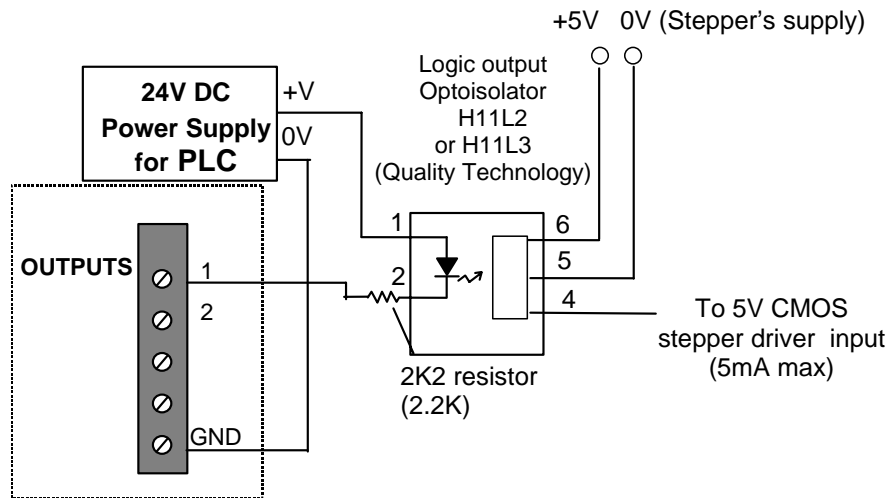 +5V 0V (Stepper's supply)
24V DC
Power Supply
for PLC
+V
0V
Logic output
Optoisolator
H11L2
or H11L3
(Quality Technology)
OUTPUTS
1
2
GND
1
2
6
5
4
2K2 resistor
(2.2K)
To 5V CMOS
stepper driver input
(5mA max)